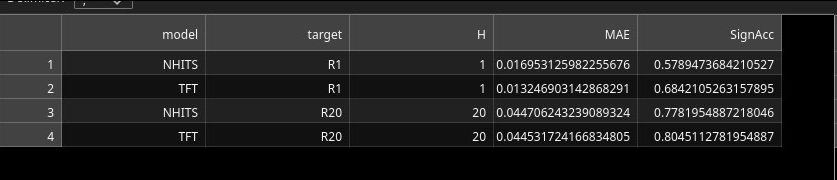 model target H MAE SignAcc
1 NHITS R1 1 0.016953125982255676 0.5789473684210527
2 TFT R1 1 0.013246903142868291 0.6842105263157895
3 NHITS R20 20 0.044706243239089324 0.7781954887218046
4 TFT R20 20 0.044531724166834805 0.8045112781954887